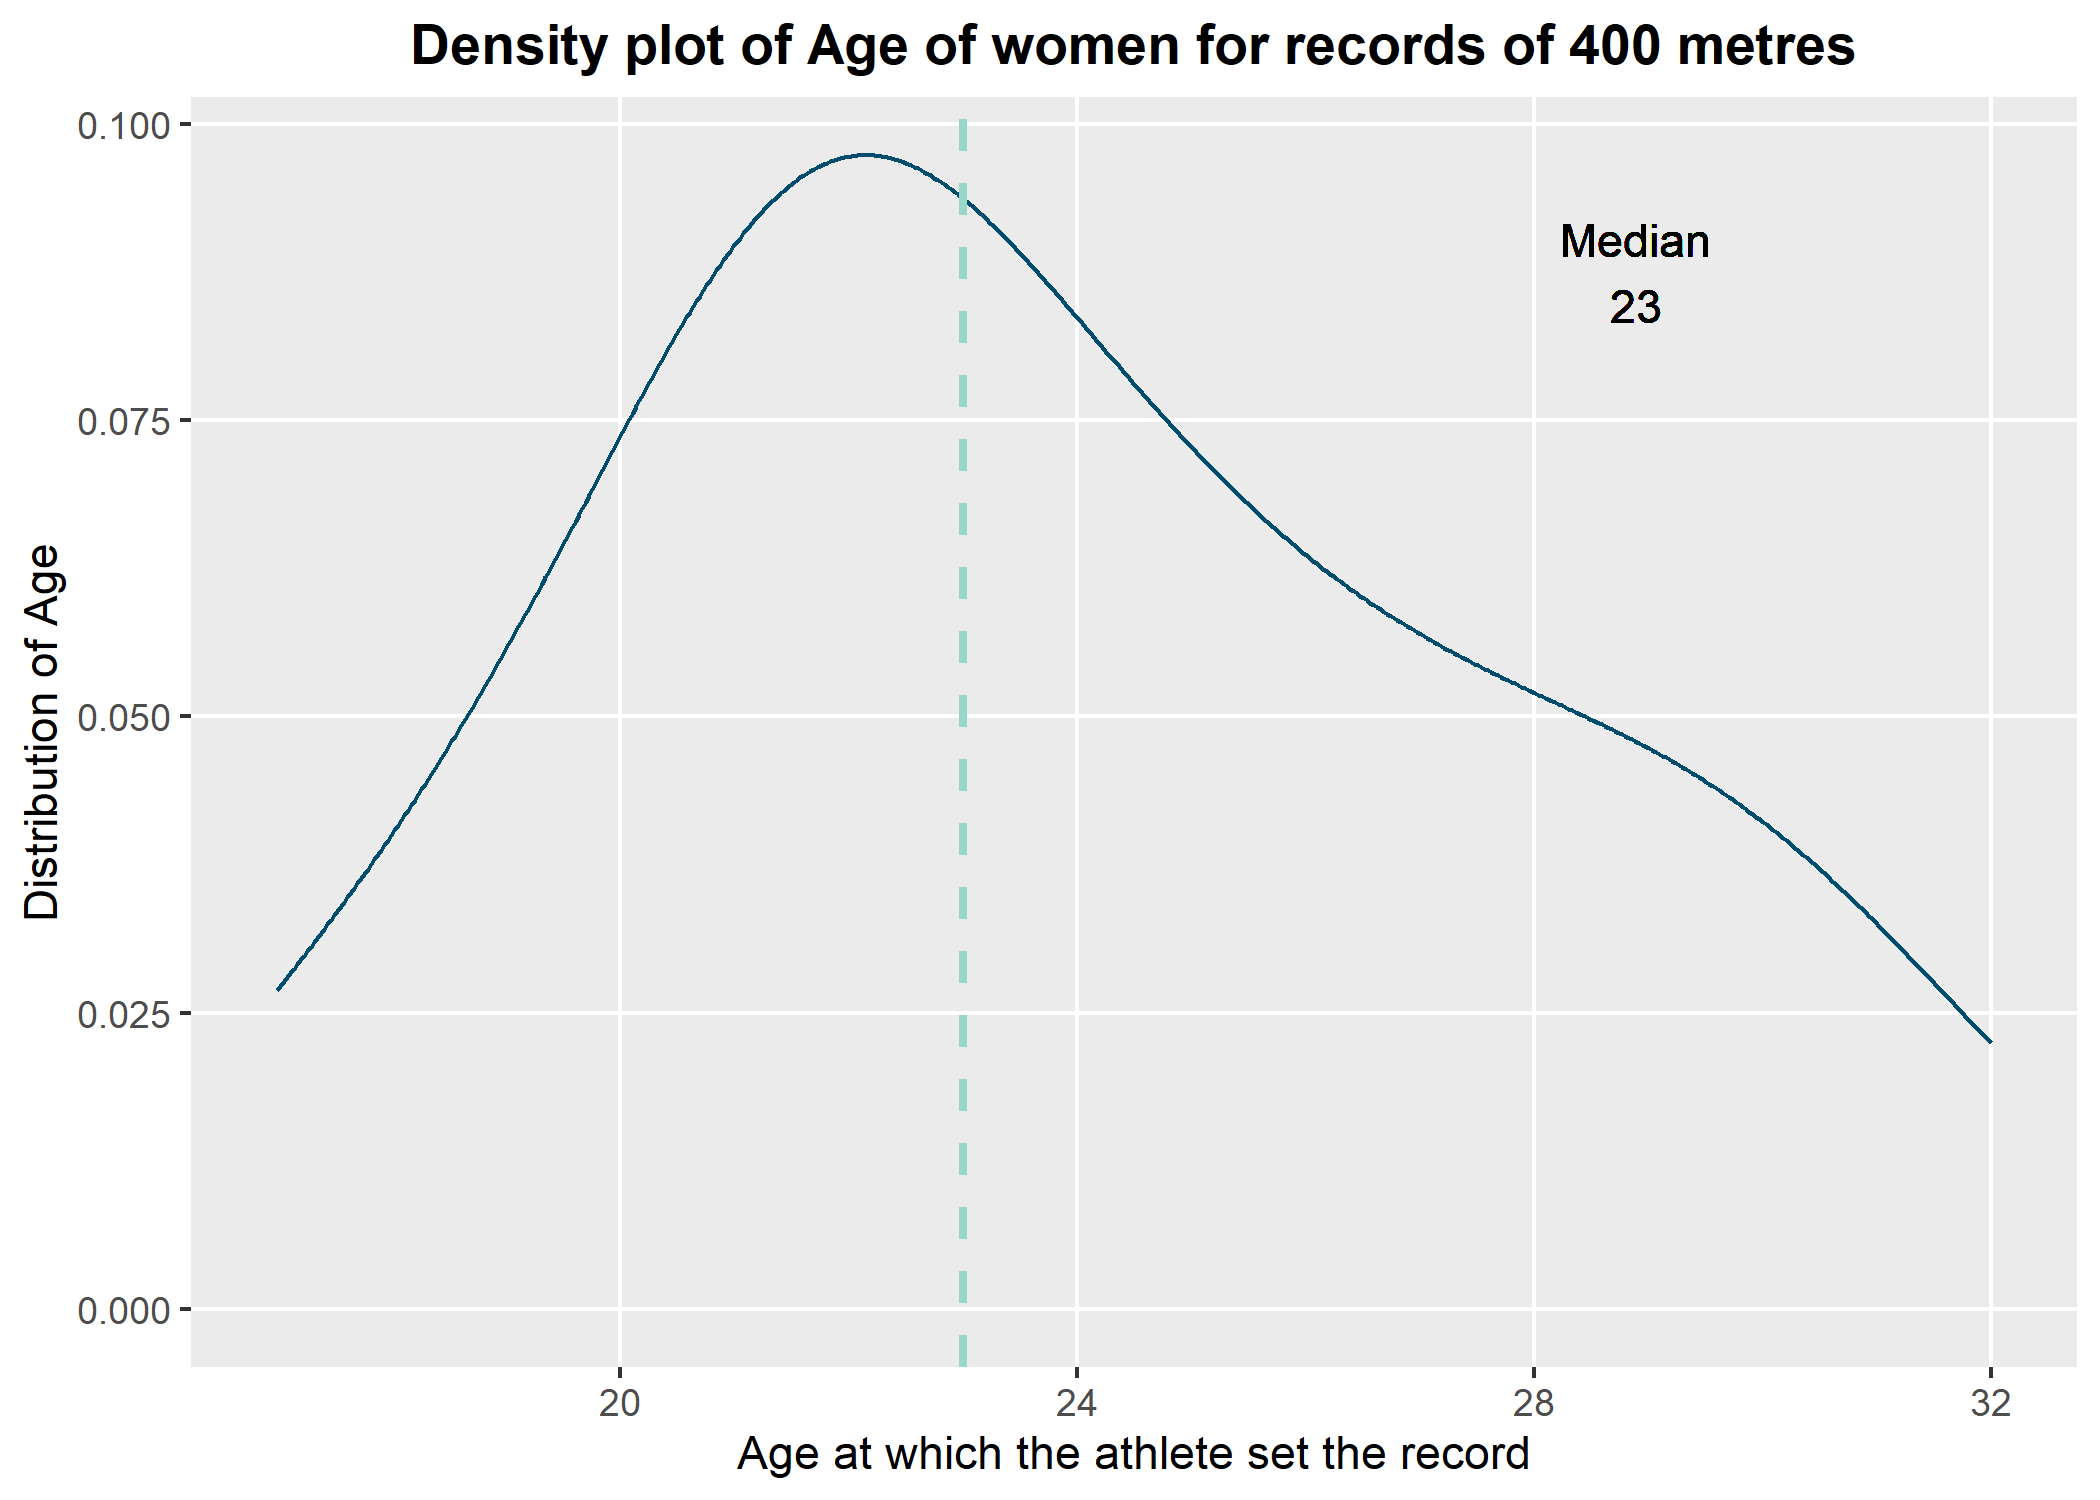 Density plot of Age of women for records of 400 metres
0.100
0.075
0.050
0.025
0.000
Distribution of Age
Median
23
20
24
28
32
Age at which the athlete set the record